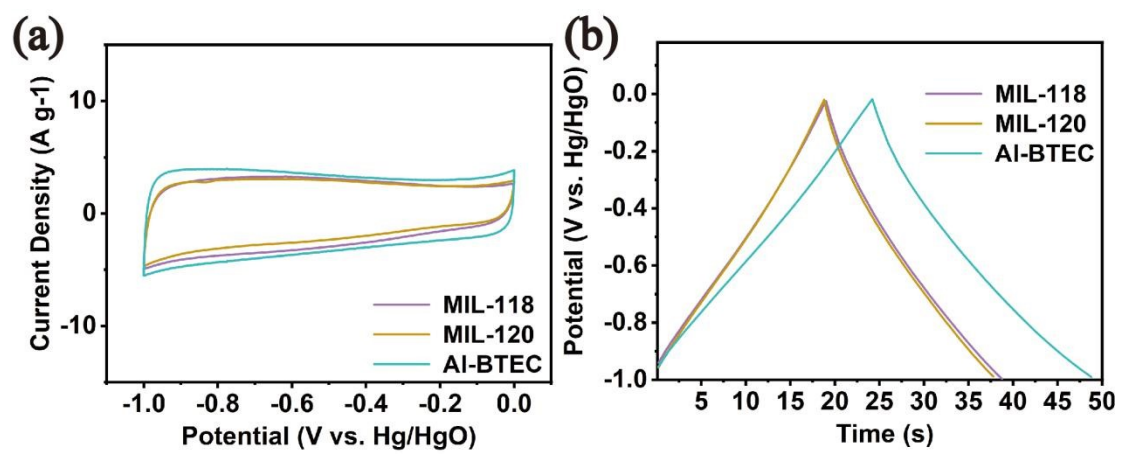 (a)
Current Density (A g-1)
10
0
-10
-1.0 -0.8 -0.6 -0.4 -0.2 0.0
Potential (V vs. Hg/HgO)
MIL-118
MIL-120
Al-BTEC
(b)
Potential (V vs. Hg/HgO)
0.0
-0.2
-0.4
-0.6
-0.8
-1.0
5 10 15 20 25 30 35 40 45 50
Time (s)
MIL-118
MIL-120
Al-BTEC